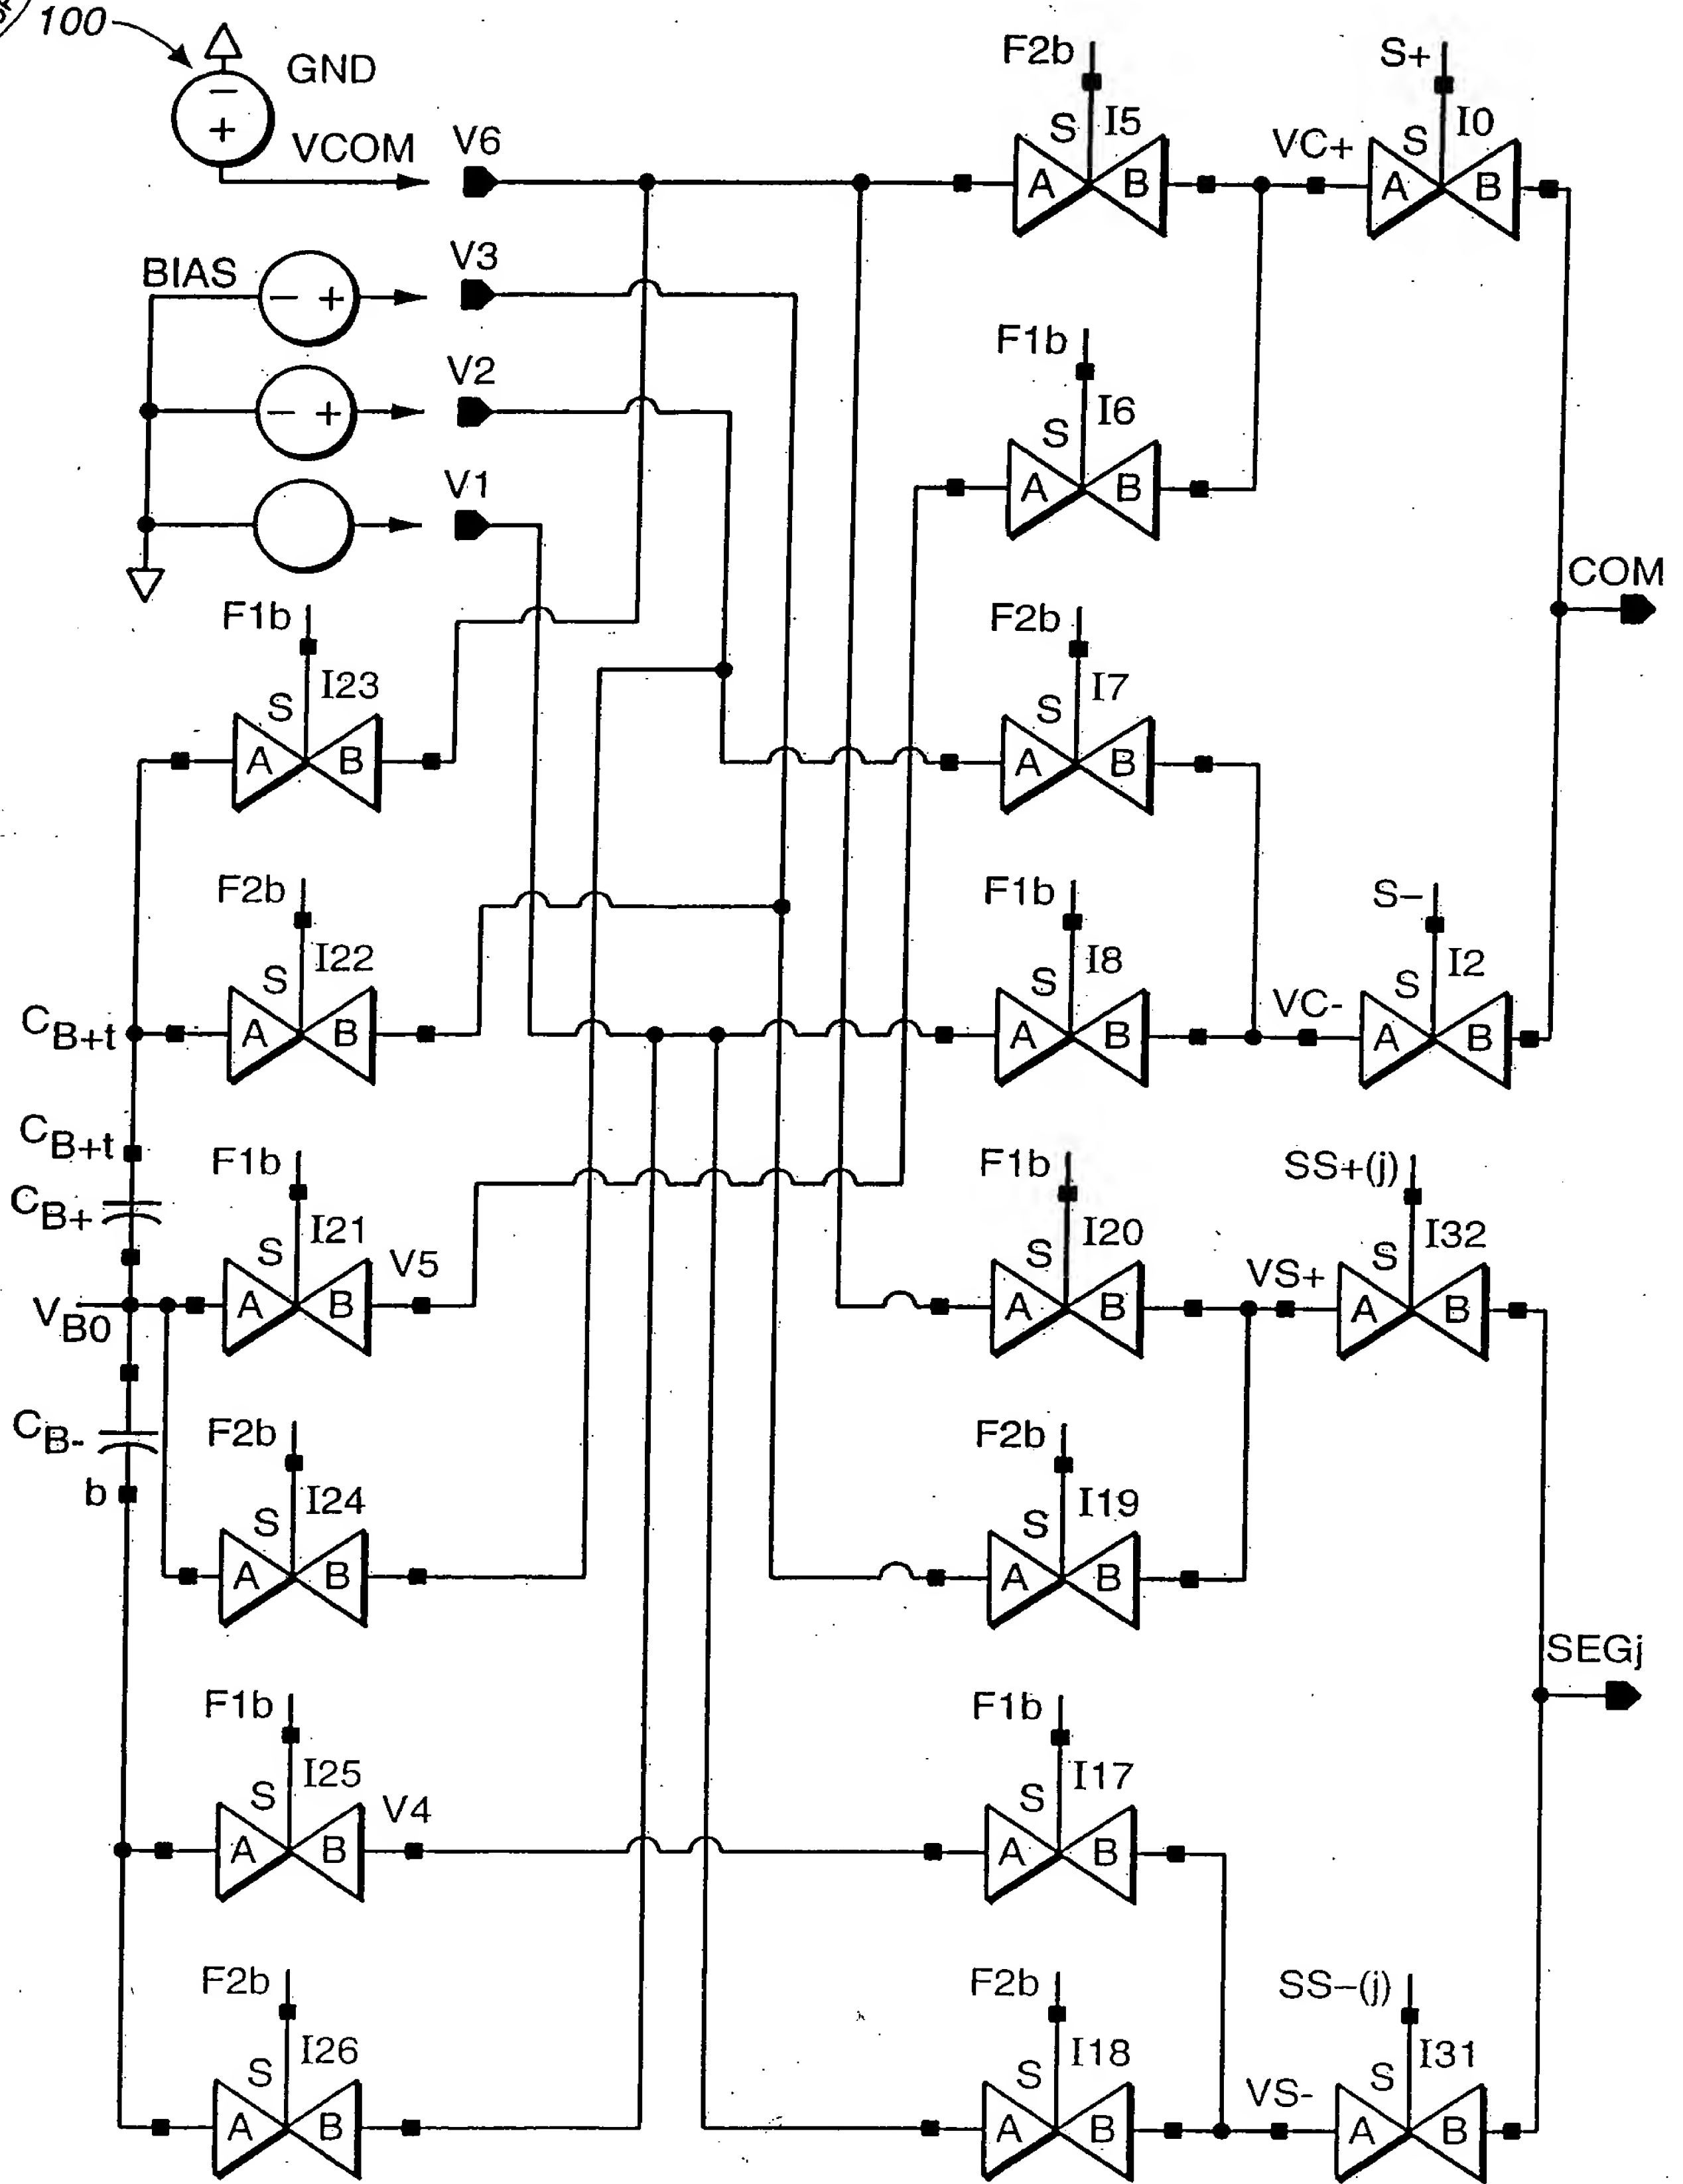 100
GND
−
+
VCOM
V6
F2b
S
I5
A B
VC+
S+
S
I0
A B
BIAS
− +
V3
− +
V2
V1
F1b
S
I6
A B
COM
F1b
S
I23
A B
F2b
S
I7
A B
F2b
S
I22
A B
CB+t
F1b
S
I8
A B
VC-
S−
S
I2
A B
CB+t
CB+
F1b
S
I21
A B
V5
VB0
F1b
S
I20
A B
VS+
SS+(j)
S
I32
A B
CB-
b
F2b
S
I24
A B
F2b
S
I19
A B
SEGj
F1b
S
I25
A B
V4
F1b
S
I17
A B
F2b
S
I26
A B
F2b
S
I18
A B
VS-
SS−(j)
S
I31
A B